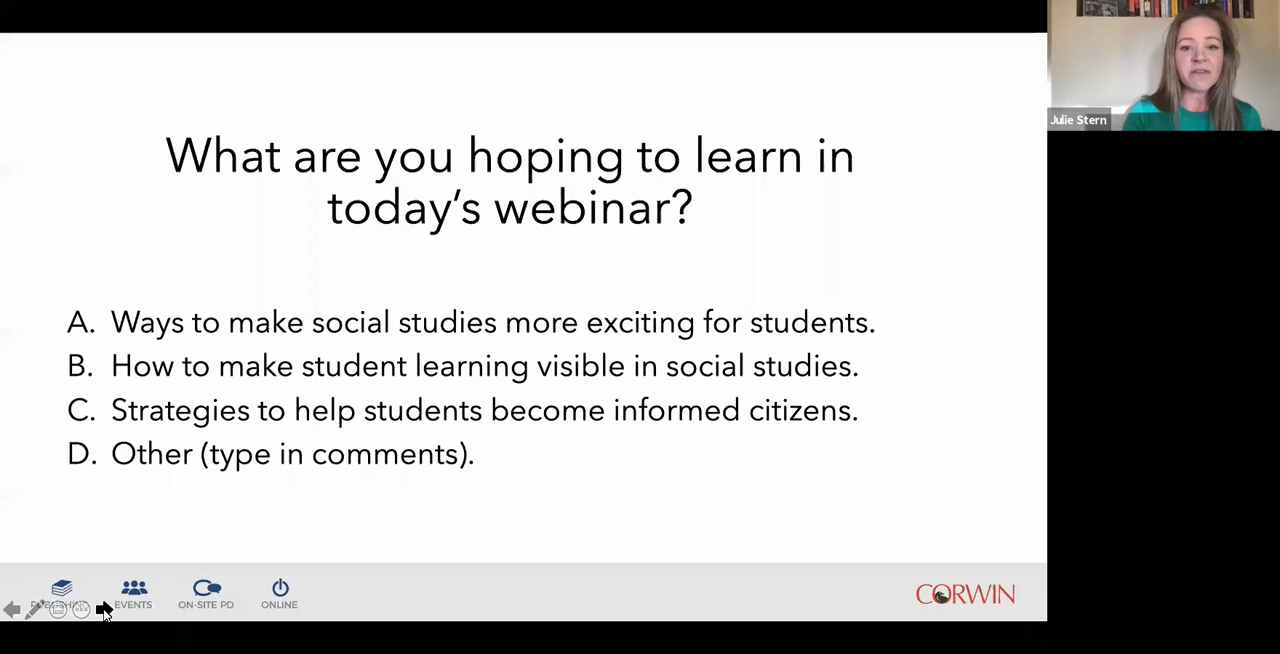 Julie Stern
What are you hoping to learn in
today’s webinar?
A. Ways to make social studies more exciting for students.
B. How to make student learning visible in social studies.
C. Strategies to help students become informed citizens.
D. Other (type in comments).
EVENTS
ON-SITE PD
ONLINE
CORWIN